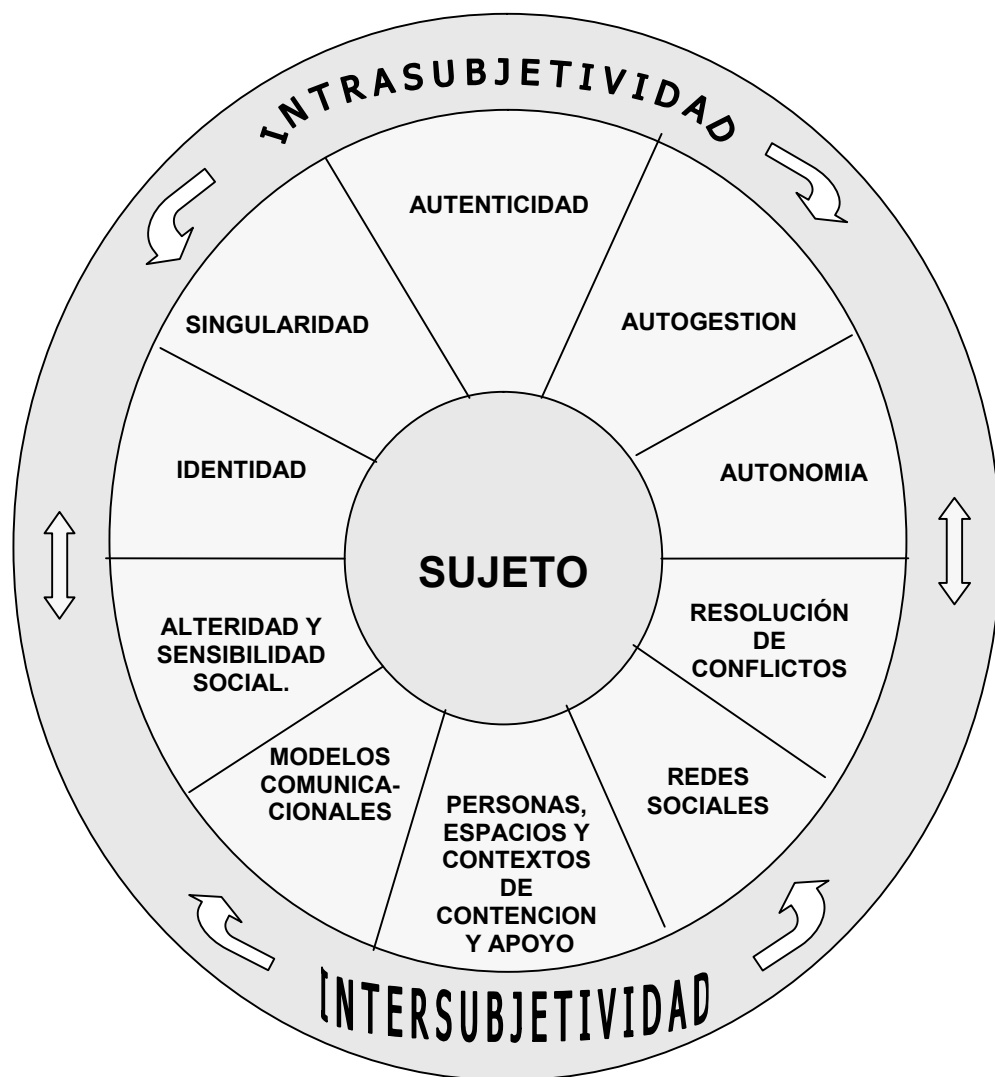 INTRASUBJETIVIDAD
AUTENTICIDAD
SINGULARIDAD
AUTOGESTION
IDENTIDAD
AUTONOMIA
SUJETO
ALTERIDAD Y
SENSIBILIDAD
SOCIAL.
RESOLUCIÓN
DE
CONFLICTOS
MODELOS
COMUNICA-
CIONALES
PERSONAS,
ESPACIOS Y
CONTEXTOS
DE
CONTENCION
Y APOYO
REDES
SOCIALES
INTERSUBJETIVIDAD